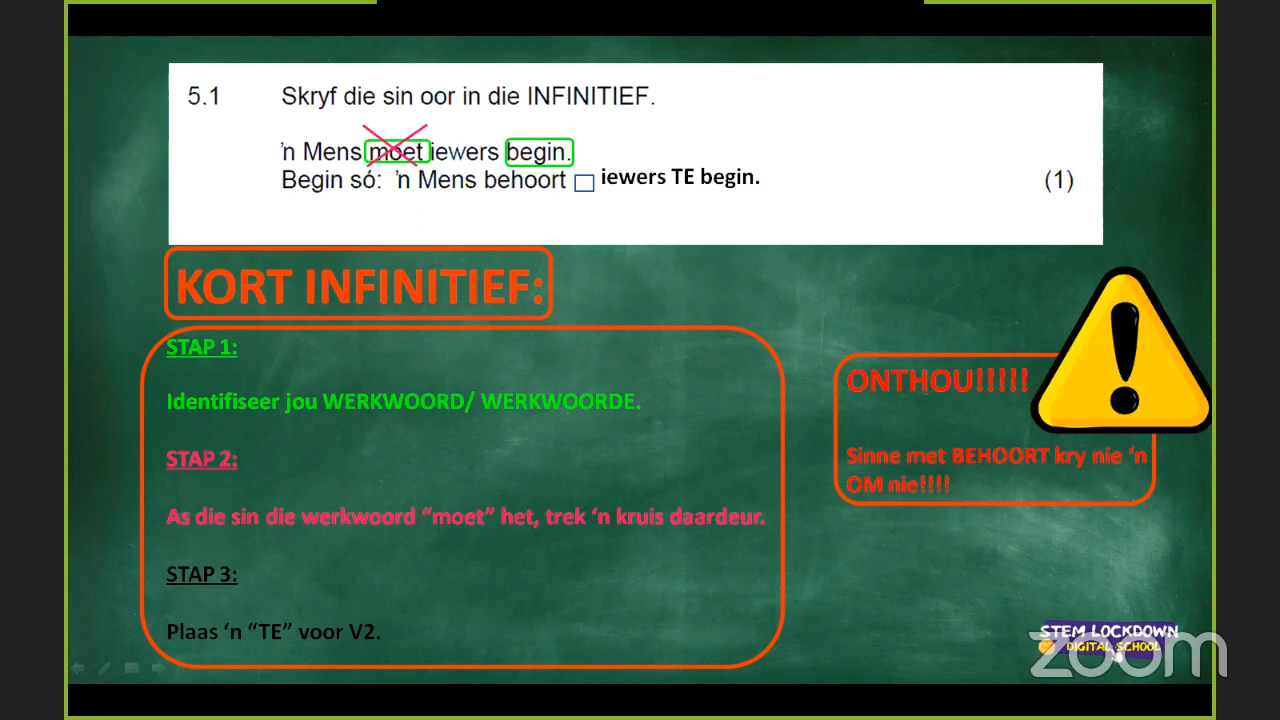 5.1 Skryf die sin oor in die INFINITIEF.
'n Mens moet iewers begin.
Begin só: 'n Mens behoort iewers TE begin. (1)
KORT INFINITIEF:
STAP 1:
Identifiseer jou WERKWOORD/ WERKWOORDE.
STAP 2:
As die sin die werkwoord “moet” het, trek ‘n kruis daardeur.
STAP 3:
Plaas ‘n “TE” voor V2.
ONTHOU!!!!!
Sinne met BEHOORT kry nie ‘n
OM nie!!!!
STEM LOCKDOWN
DIGITAL SCHOOL
zoom